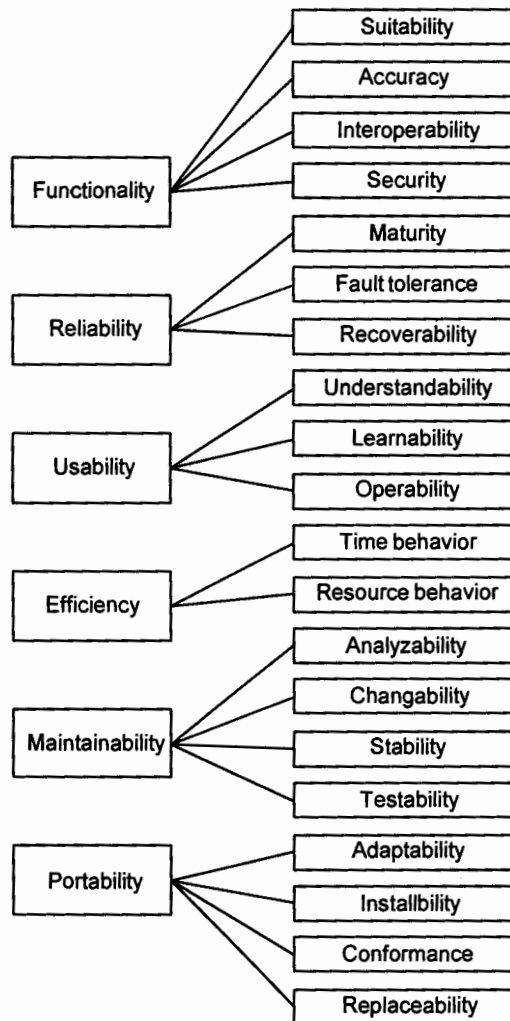 Suitability
Accuracy
Interoperability
Functionality
Security
Maturity
Reliability
Fault tolerance
Recoverability
Understandability
Usability
Learnability
Operability
Time behavior
Efficiency
Resource behavior
Analyzability
Changability
Maintainability
Stability
Testability
Adaptability
Portability
Installbility
Conformance
Replaceability